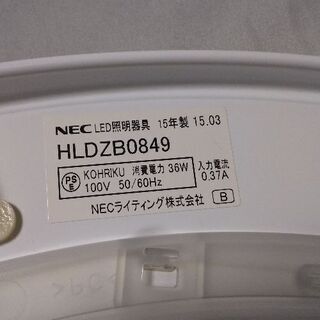 NEC LED照明器具 15年製 15.03
HLDZB0849
PS E KOHRIKU 消費電力 36W 入力電流
100V 50/60Hz 0.37A
NECライティング株式会社 B